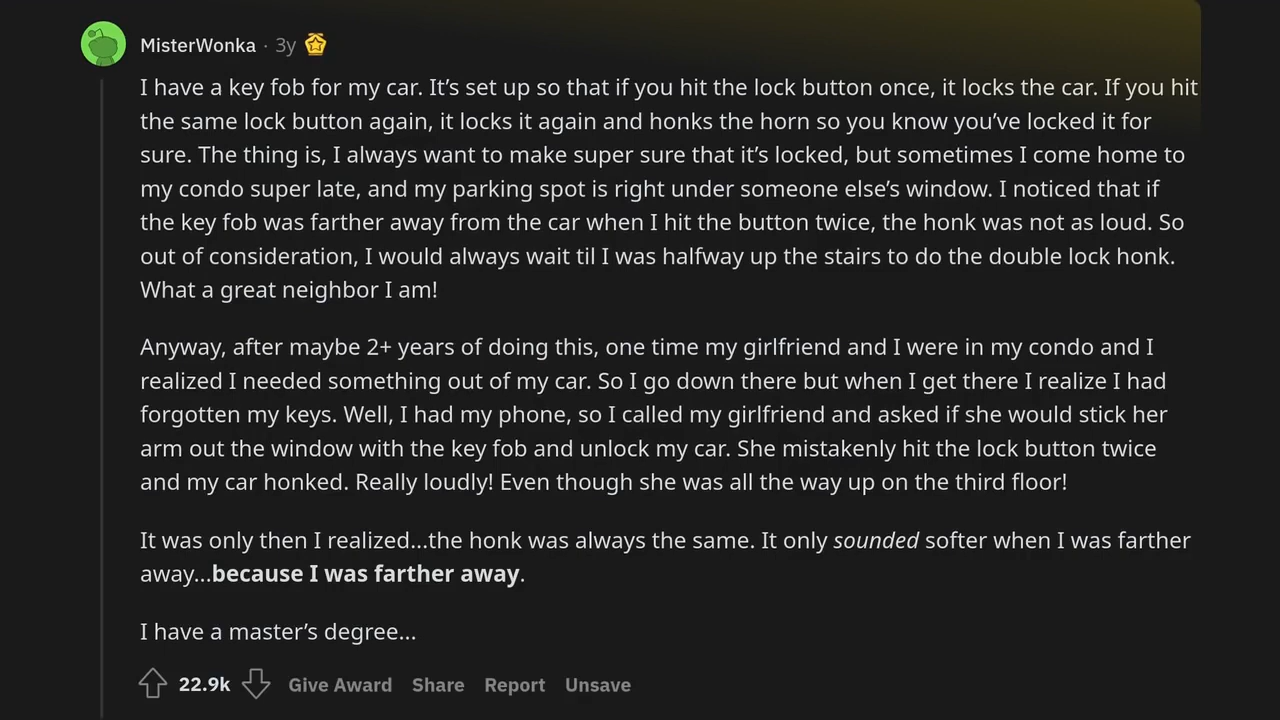 MisterWonka · 3y
I have a key fob for my car. It’s set up so that if you hit the lock button once, it locks the car. If you hit
the same lock button again, it locks it again and honks the horn so you know you’ve locked it for
sure. The thing is, I always want to make super sure that it’s locked, but sometimes I come home to
my condo super late, and my parking spot is right under someone else’s window. I noticed that if
the key fob was farther away from the car when I hit the button twice, the honk was not as loud. So
out of consideration, I would always wait til I was halfway up the stairs to do the double lock honk.
What a great neighbor I am!
Anyway, after maybe 2+ years of doing this, one time my girlfriend and I were in my condo and I
realized I needed something out of my car. So I go down there but when I get there I realize I had
forgotten my keys. Well, I had my phone, so I called my girlfriend and asked if she would stick her
arm out the window with the key fob and unlock my car. She mistakenly hit the lock button twice
and my car honked. Really loudly! Even though she was all the way up on the third floor!
It was only then I realized...the honk was always the same. It only sounded softer when I was farther
away...because I was farther away.
I have a master’s degree...
22.9k Give Award Share Report Unsave